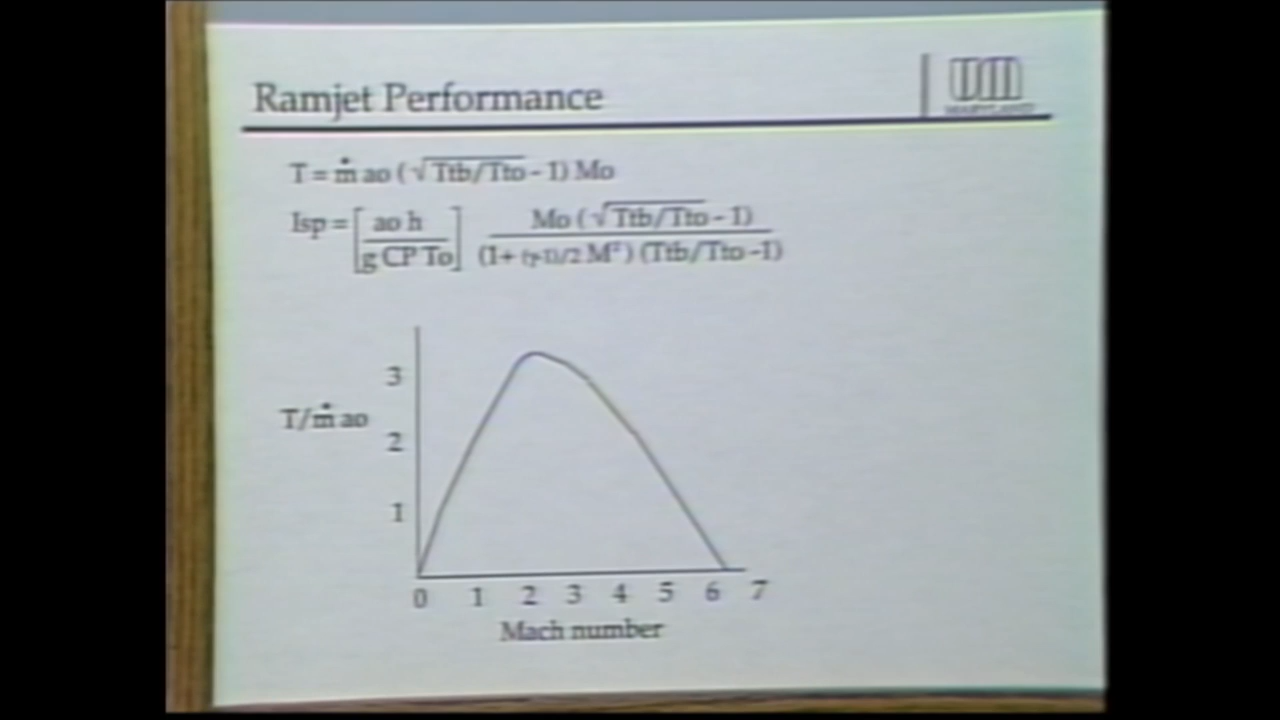 Ramjet Performance
MARYLAND
T = ṁ ao ( √Ttb/Tto - 1) Mo
Isp = [ao h / g CP To] Mo ( √Ttb/Tto - 1) / (1+ (γ-1)/2 M² ) (Ttb/Tto -1)
3
T/ṁ ao
2
1
0 1 2 3 4 5 6 7
Mach number